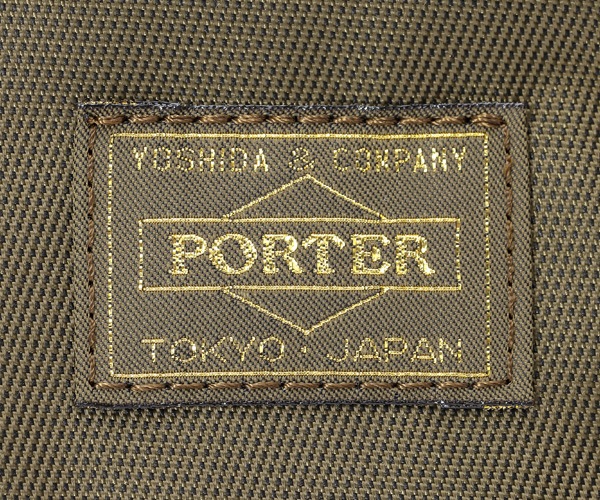 YOSHIDA & COMPANY
PORTER
TOKYO · JAPAN